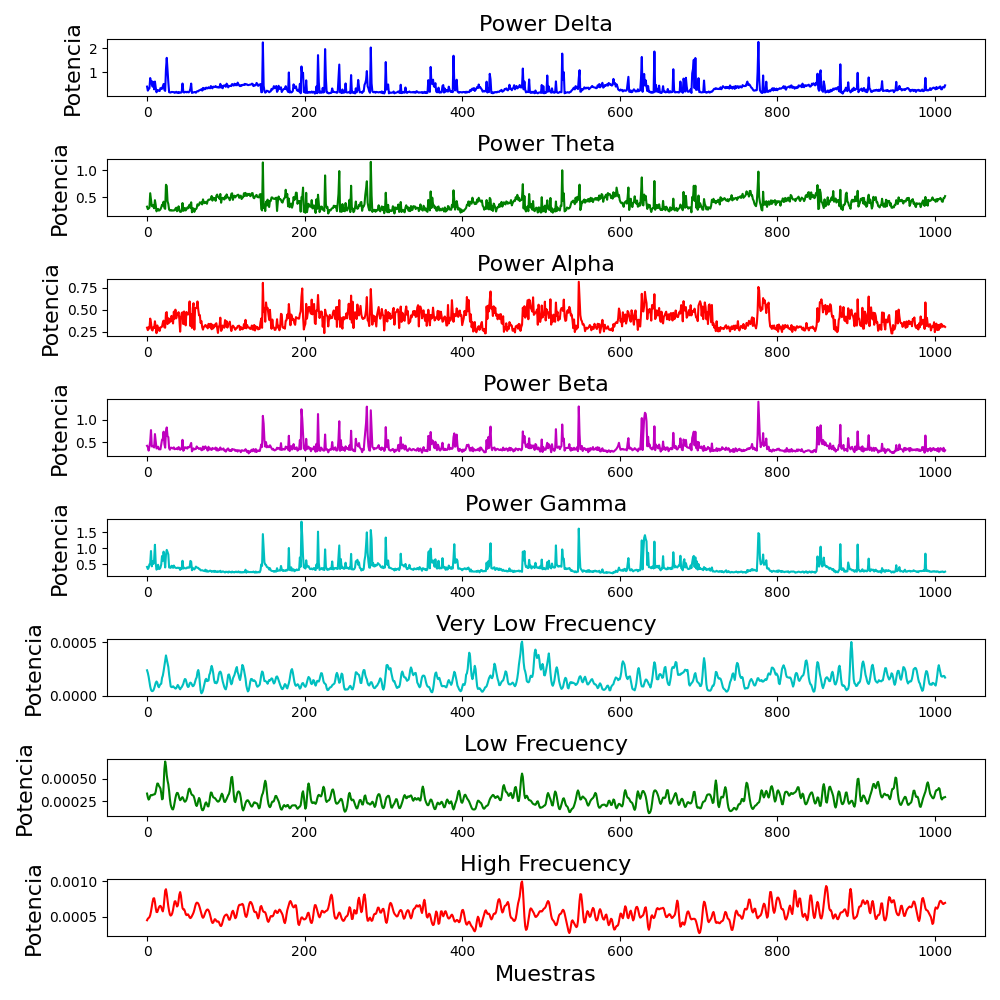 Power Delta
Potencia
2
1
0 200 400 600 800 1000
Power Theta
Potencia
1.0
0.5
0 200 400 600 800 1000
Power Alpha
Potencia
0.75
0.50
0.25
0 200 400 600 800 1000
Power Beta
Potencia
1.0
0.5
0 200 400 600 800 1000
Power Gamma
Potencia
1.5
1.0
0.5
0 200 400 600 800 1000
Very Low Frecuency
Potencia
0.0005
0.0000
0 200 400 600 800 1000
Low Frecuency
Potencia
0.00050
0.00025
0 200 400 600 800 1000
High Frecuency
Potencia
0.0010
0.0005
0 200 400 600 800 1000
Muestras